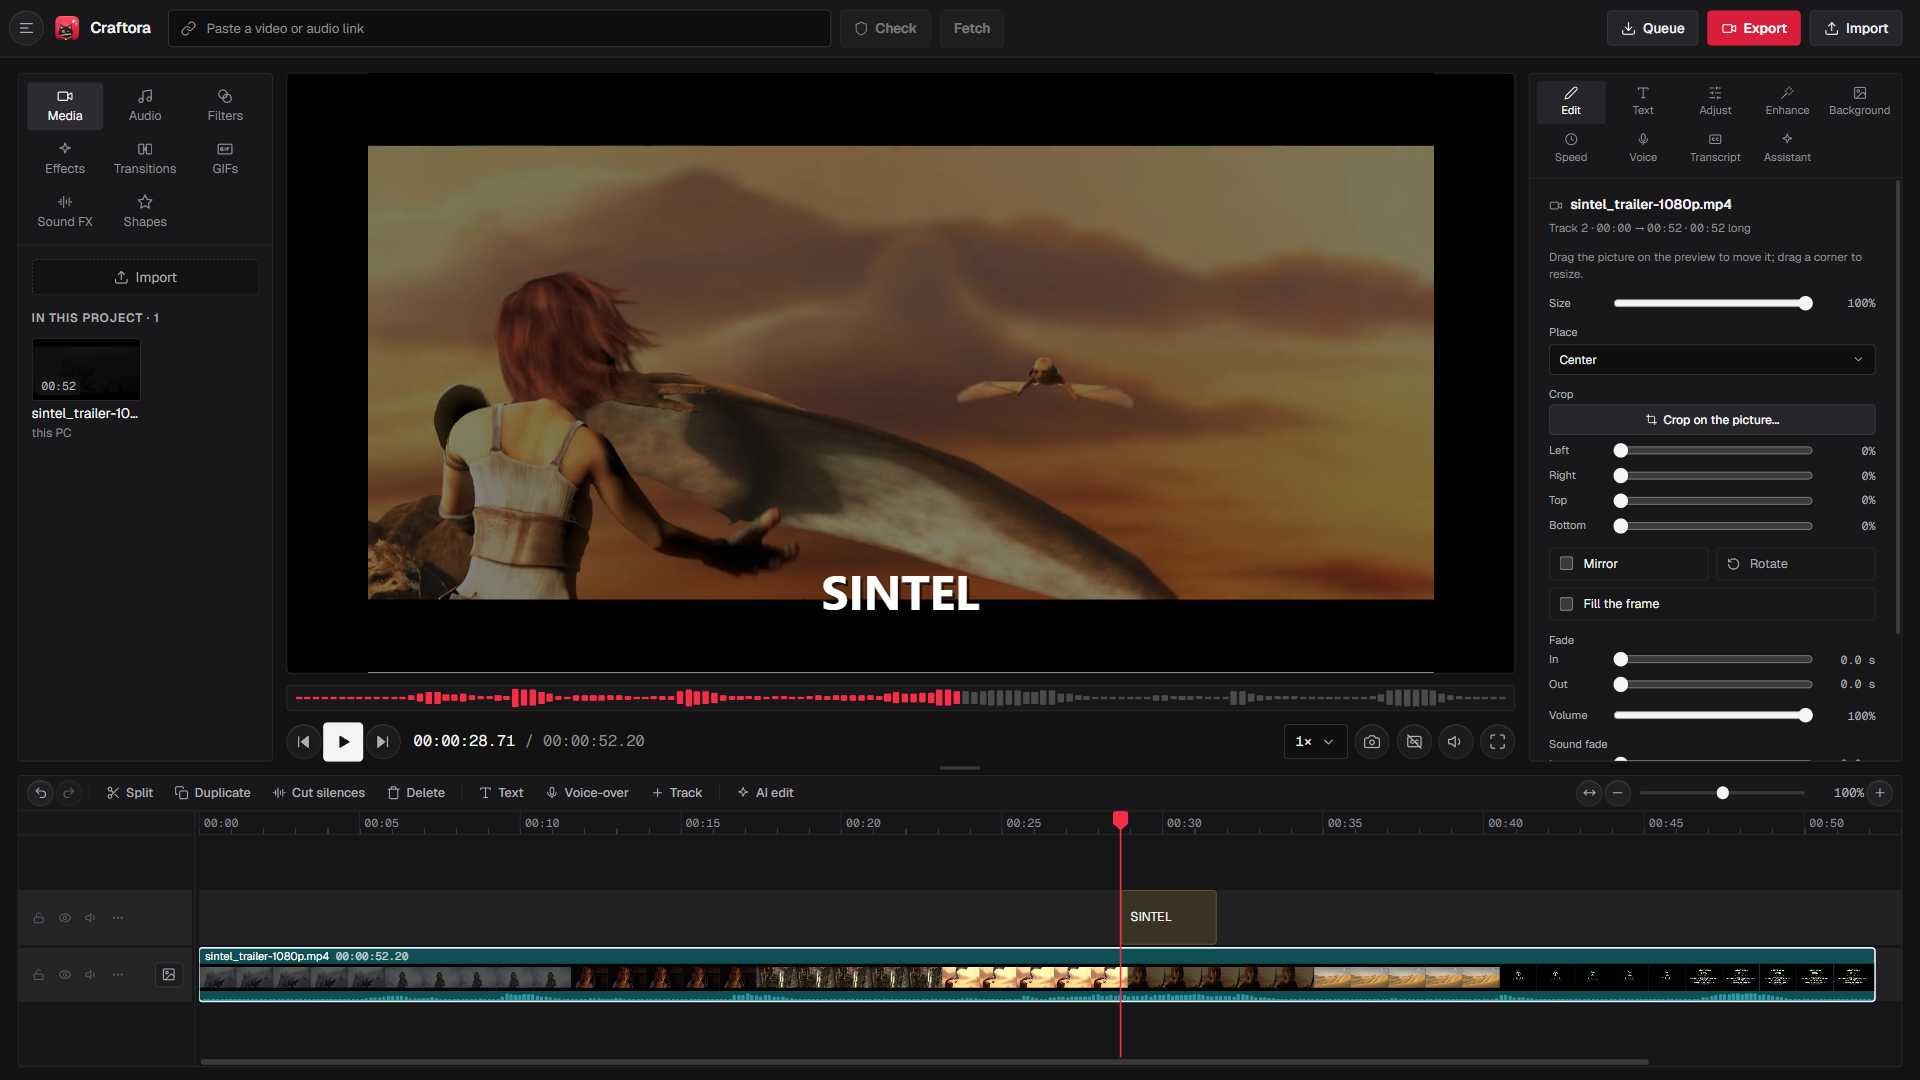 Craftora
Paste a video or audio link
Check
Fetch
Queue
Export
Import
Media
Audio
Filters
Effects
Transitions
GIFs
Sound FX
Shapes
Import
IN THIS PROJECT · 1
00:52
sintel_trailer-10...
this PC
SINTEL
00:00:28.71 / 00:00:52.20
1×
Edit
Text
Adjust
Enhance
Background
Speed
Voice
Transcript
Assistant
sintel_trailer-1080p.mp4
Track 2 · 00:00 → 00:52 · 00:52 long
Drag the picture on the preview to move it; drag a corner to
resize.
Size 100%
Place
Center
Crop
Crop on the picture...
Left 0%
Right 0%
Top 0%
Bottom 0%
Mirror
Rotate
Fill the frame
Fade
In 0.0 s
Out 0.0 s
Volume 100%
Sound fade
Split
Duplicate
Cut silences
Delete
Text
Voice-over
Track
AI edit
100%
00:00 00:05 00:10 00:15 00:20 00:25 00:30 00:35 00:40 00:45 00:50
SINTEL
sintel_trailer-1080p.mp4 00:00:52.20